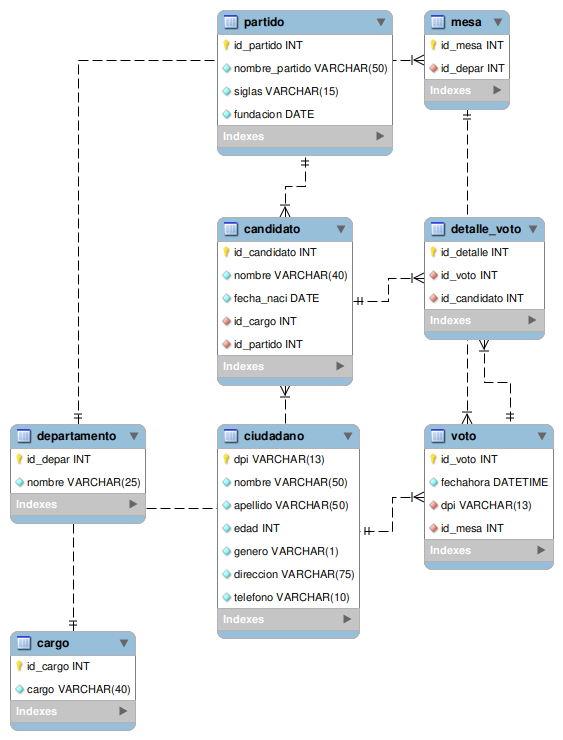 partido
id_partido INT
nombre_partido VARCHAR(50)
siglas VARCHAR(15)
fundacion DATE
Indexes
mesa
id_mesa INT
id_depar INT
Indexes
candidato
id_candidato INT
nombre VARCHAR(40)
fecha_naci DATE
id_cargo INT
id_partido INT
Indexes
detalle_voto
id_detalle INT
id_voto INT
id_candidato INT
Indexes
departamento
id_depar INT
nombre VARCHAR(25)
Indexes
ciudadano
dpi VARCHAR(13)
nombre VARCHAR(50)
apellido VARCHAR(50)
edad INT
genero VARCHAR(1)
direccion VARCHAR(75)
telefono VARCHAR(10)
Indexes
voto
id_voto INT
fechahora DATETIME
dpi VARCHAR(13)
id_mesa INT
Indexes
cargo
id_cargo INT
cargo VARCHAR(40)
Indexes